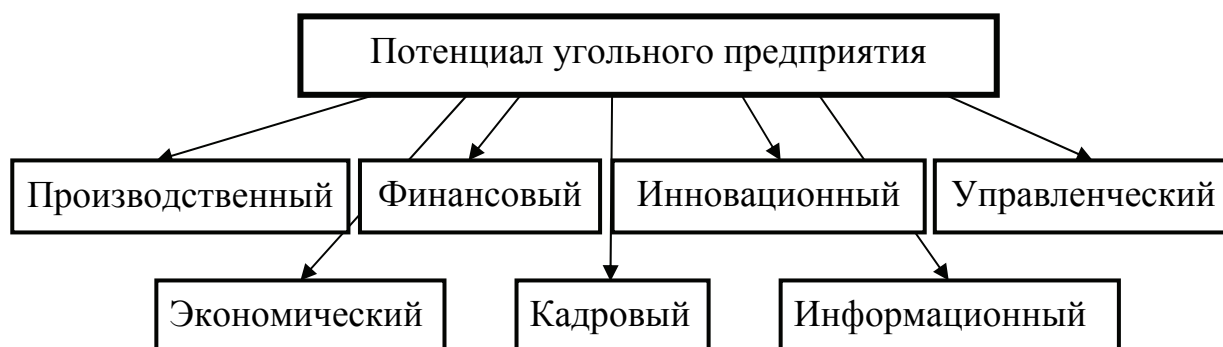 Потенциал угольного предприятия
Производственный
Финансовый
Инновационный
Управленческий
Экономический
Кадровый
Информационный